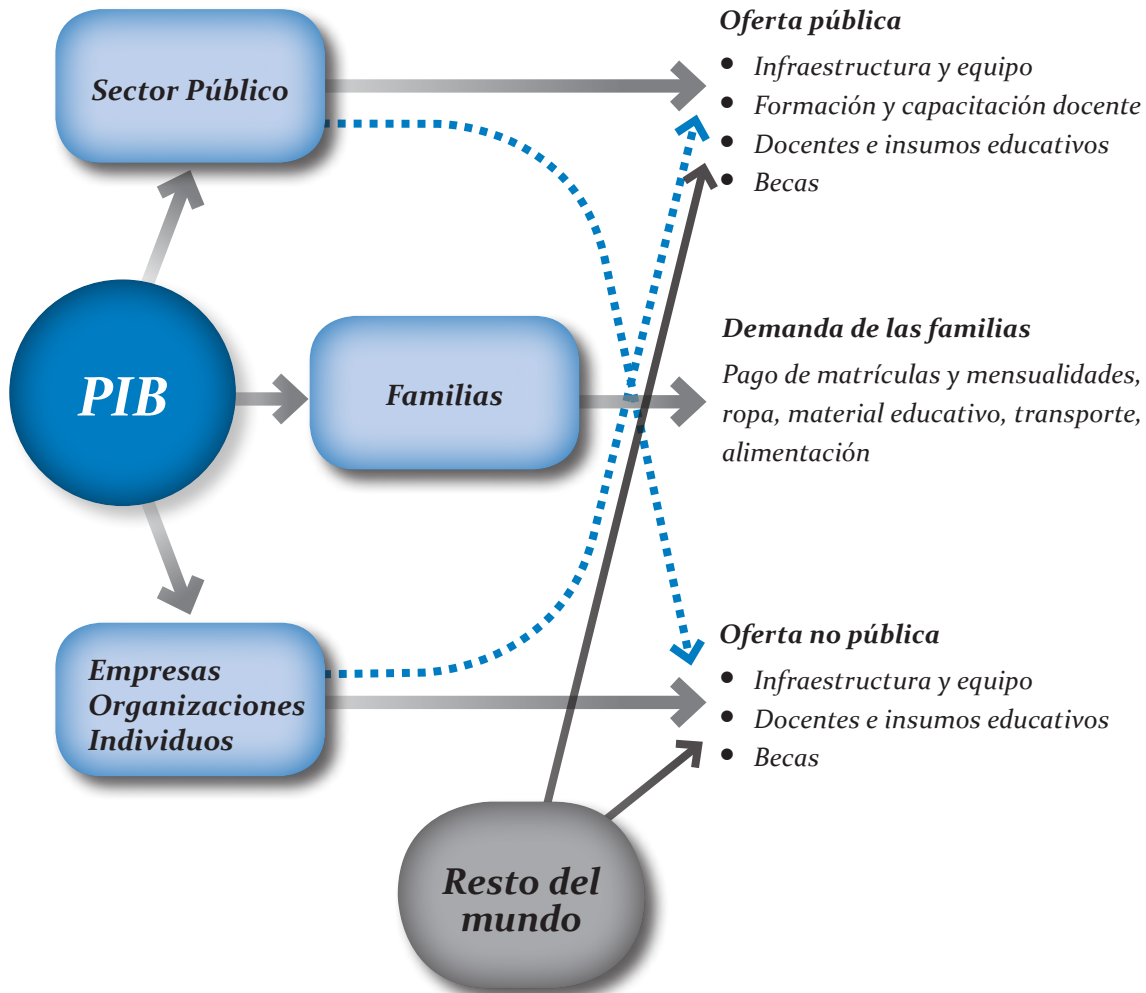 Oferta pública
Sector Público
• Infraestructura y equipo
• Formación y capacitación docente
• Docentes e insumos educativos
• Becas
PIB
Familias
Demanda de las familias
Pago de matrículas y mensualidades,
ropa, material educativo, transporte,
alimentación
Empresas
Organizaciones
Individuos
Oferta no pública
• Infraestructura y equipo
• Docentes e insumos educativos
• Becas
Resto del
mundo